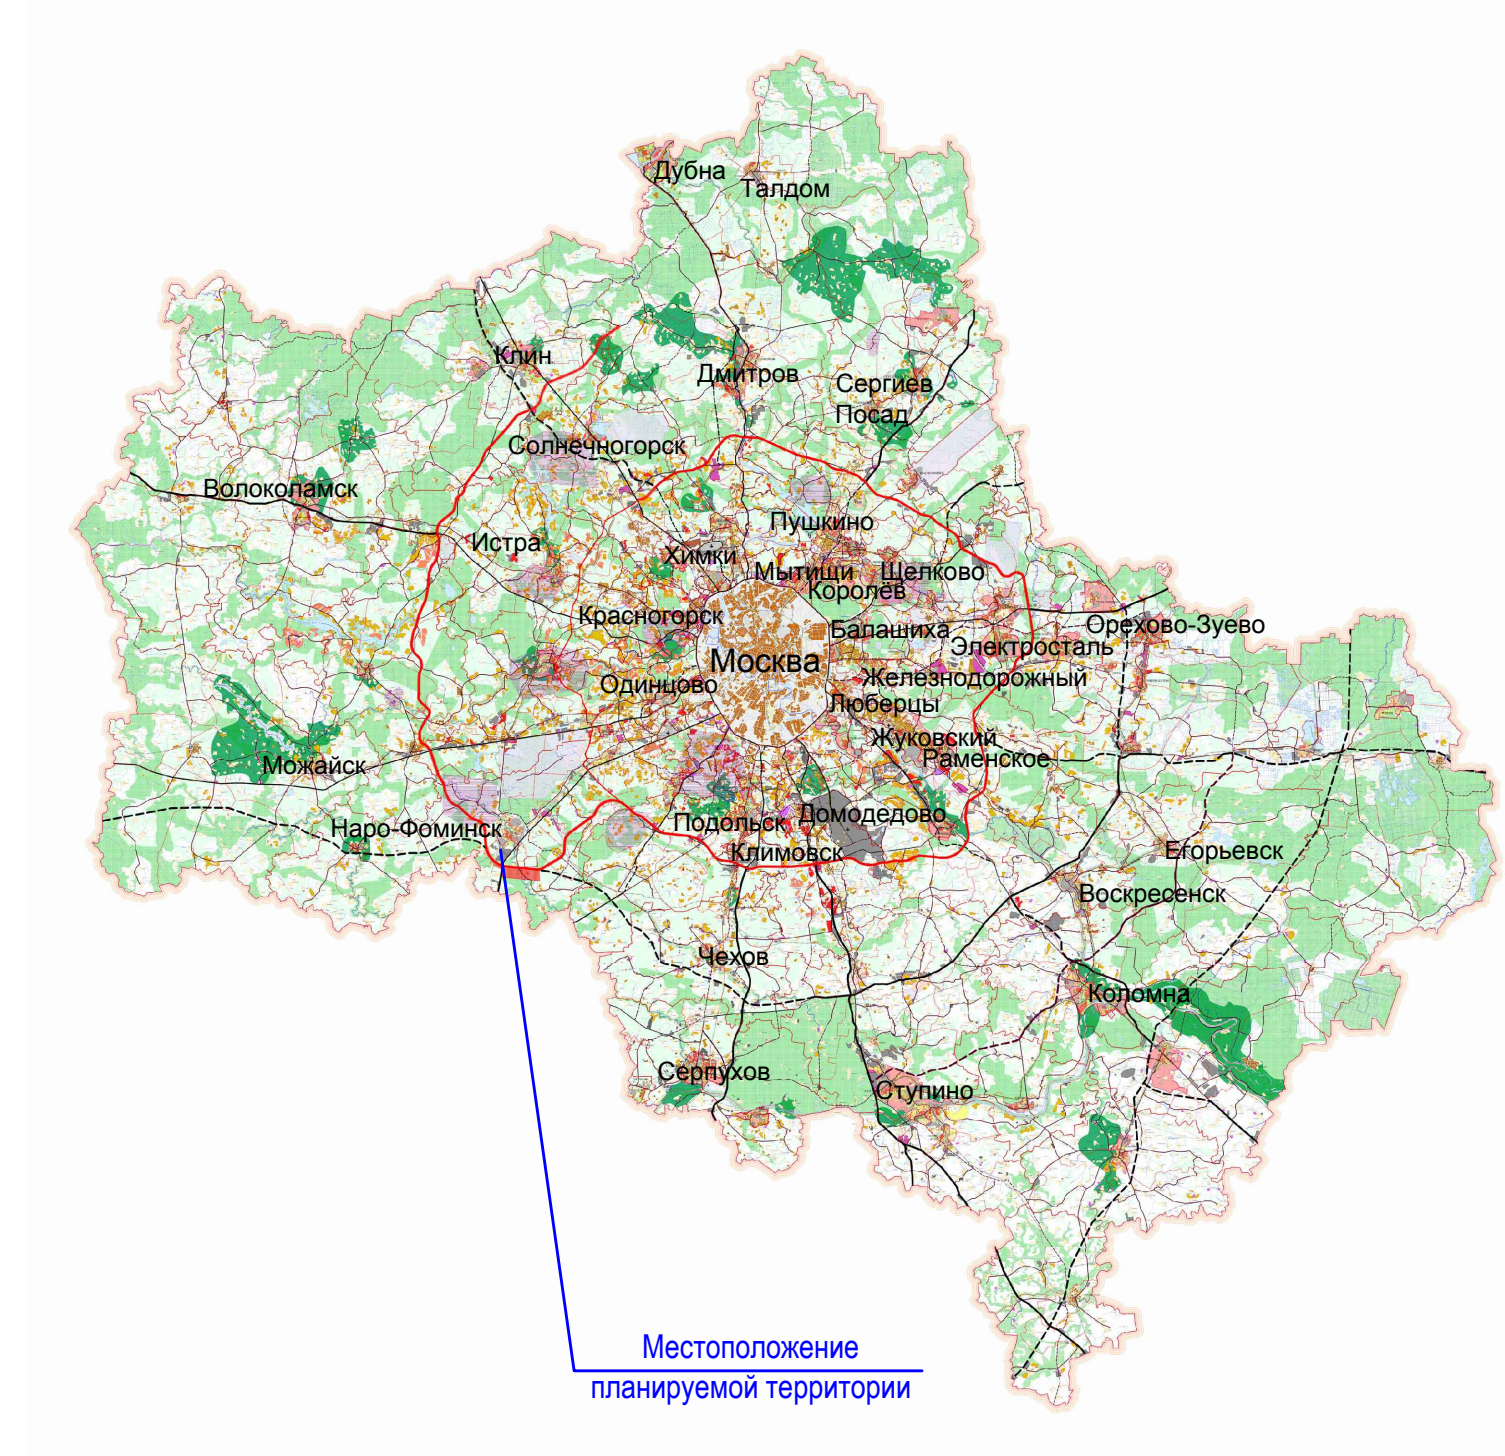 Дубна
Талдом
Клин
Дмитров
Сергиев
Посад
Солнечногорск
Волоколамск
Пушкино
Истра
Химки
Мытищи
Щелково
Королёв
Красногорск
Балашиха
Орехово-Зуево
Электросталь
Москва
Железнодорожный
Одинцово
Люберцы
Жуковский
Раменское
Можайск
Домодедово
Подольск
Наро-Фоминск
Климовск
Егорьевск
Воскресенск
Чехов
Коломна
Серпухов
Ступино
Местоположение
планируемой территории